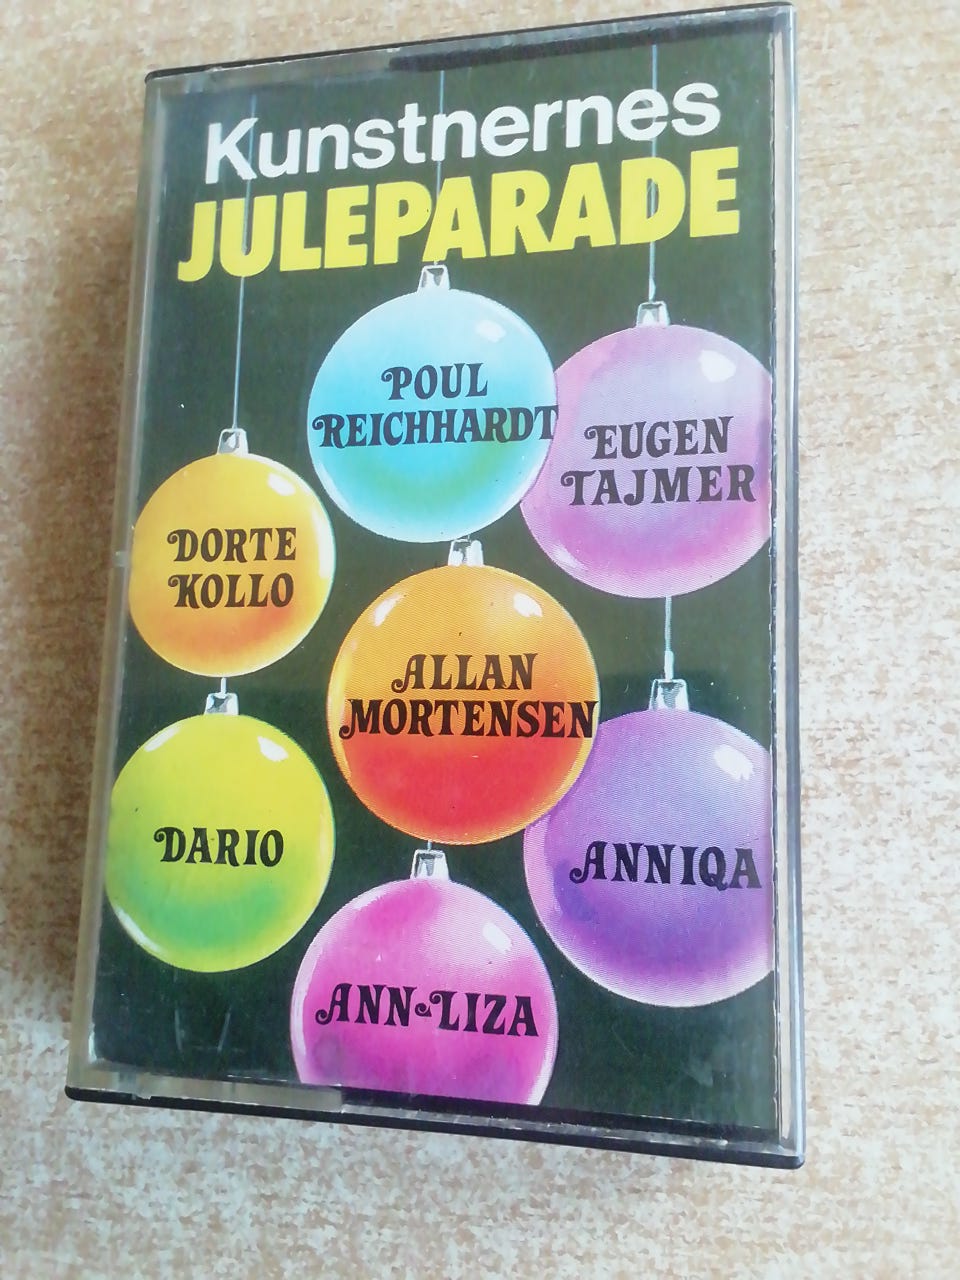 Kunstnernes
JULEPARADE
POUL
REICHHARDT
EUGEN
TAJMER
DORTE
KOLLO
ALLAN
MORTENSEN
DARIO
ANNIQA
ANN-LIZA